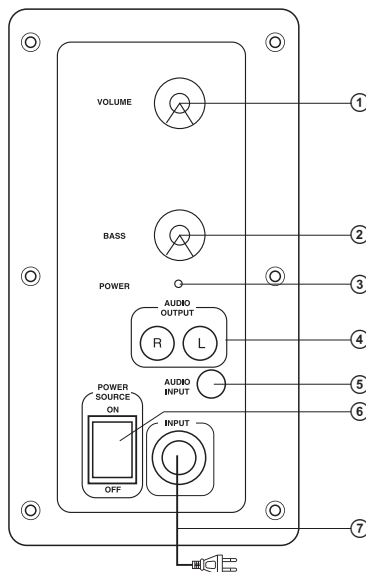 VOLUME
1
BASS
2
POWER
3
AUDIO
OUTPUT
R
L
4
AUDIO
INPUT
5
POWER
SOURCE
ON
OFF
6
INPUT
7